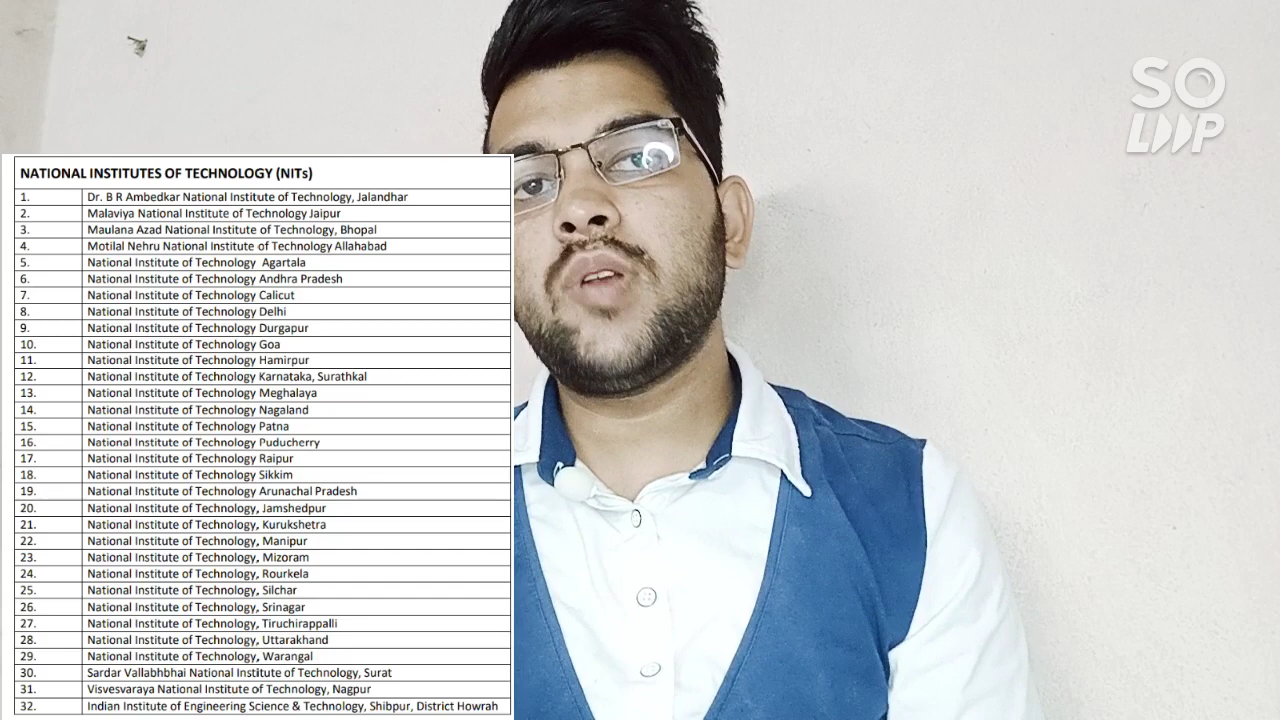 NATIONAL INSTITUTES OF TECHNOLOGY (NITs)
1. Dr. B R Ambedkar National Institute of Technology, Jalandhar
2. Malaviya National Institute of Technology Jaipur
3. Maulana Azad National Institute of Technology, Bhopal
4. Motilal Nehru National Institute of Technology Allahabad
5. National Institute of Technology Agartala
6. National Institute of Technology Andhra Pradesh
7. National Institute of Technology Calicut
8. National Institute of Technology Delhi
9. National Institute of Technology Durgapur
10. National Institute of Technology Goa
11. National Institute of Technology Hamirpur
12. National Institute of Technology Karnataka, Surathkal
13. National Institute of Technology Meghalaya
14. National Institute of Technology Nagaland
15. National Institute of Technology Patna
16. National Institute of Technology Puducherry
17. National Institute of Technology Raipur
18. National Institute of Technology Sikkim
19. National Institute of Technology Arunachal Pradesh
20. National Institute of Technology, Jamshedpur
21. National Institute of Technology, Kurukshetra
22. National Institute of Technology, Manipur
23. National Institute of Technology, Mizoram
24. National Institute of Technology, Rourkela
25. National Institute of Technology, Silchar
26. National Institute of Technology, Srinagar
27. National Institute of Technology, Tiruchirappalli
28. National Institute of Technology, Uttarakhand
29. National Institute of Technology, Warangal
30. Sardar Vallabhbhai National Institute of Technology, Surat
31. Visvesvaraya National Institute of Technology, Nagpur
32. Indian Institute of Engineering Science & Technology, Shibpur, District Howrah
SO
LOOP